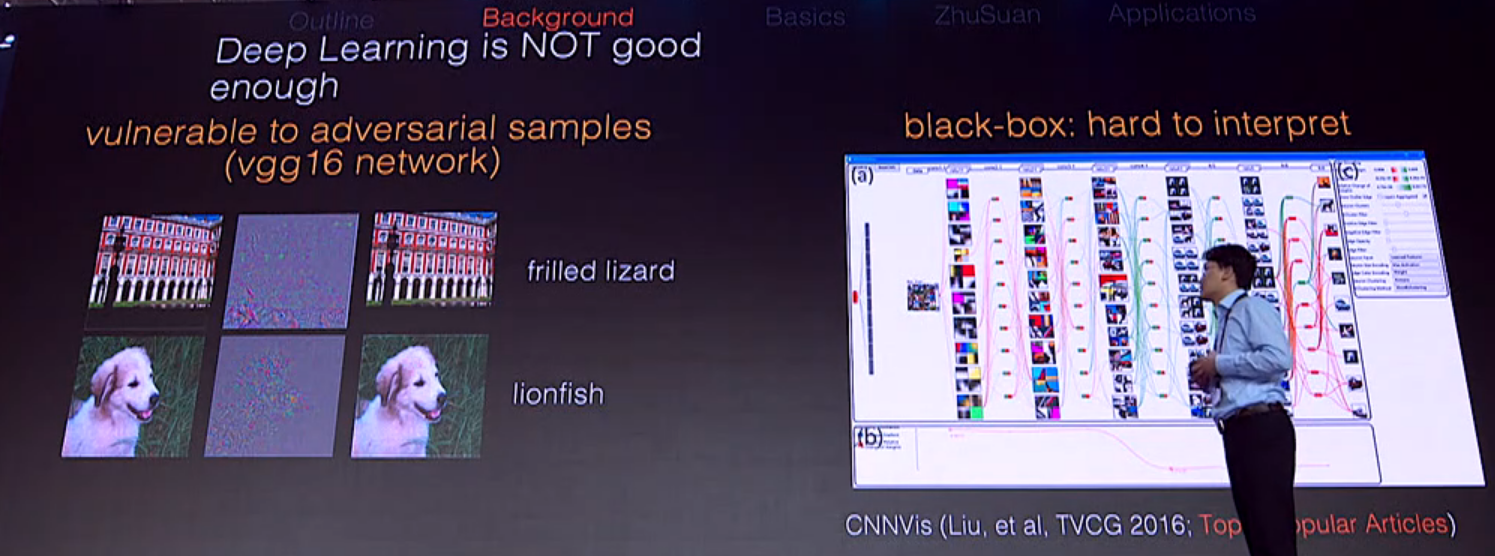 Outline Background Basics ZhuSuan Applications
Deep Learning is NOT good
enough
vulnerable to adversarial samples
(vgg16 network)
frilled lizard
lionfish
black-box: hard to interpret
(a)
(c)
(b)
CNNVis (Liu, et al, TVCG 2016; Top opular Articles)